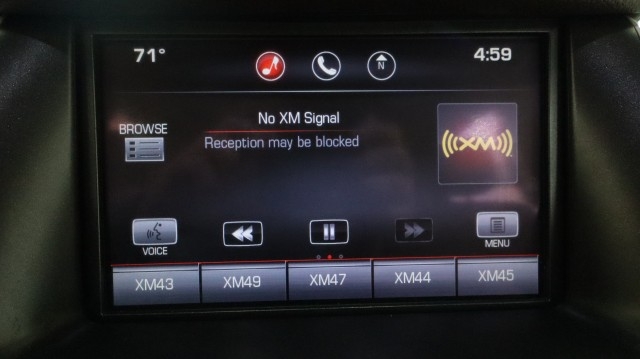 71° 4:59
N
No XM Signal
BROWSE
Reception may be blocked
((XM))
VOICE MENU
XM43 XM49 XM47 XM44 XM45